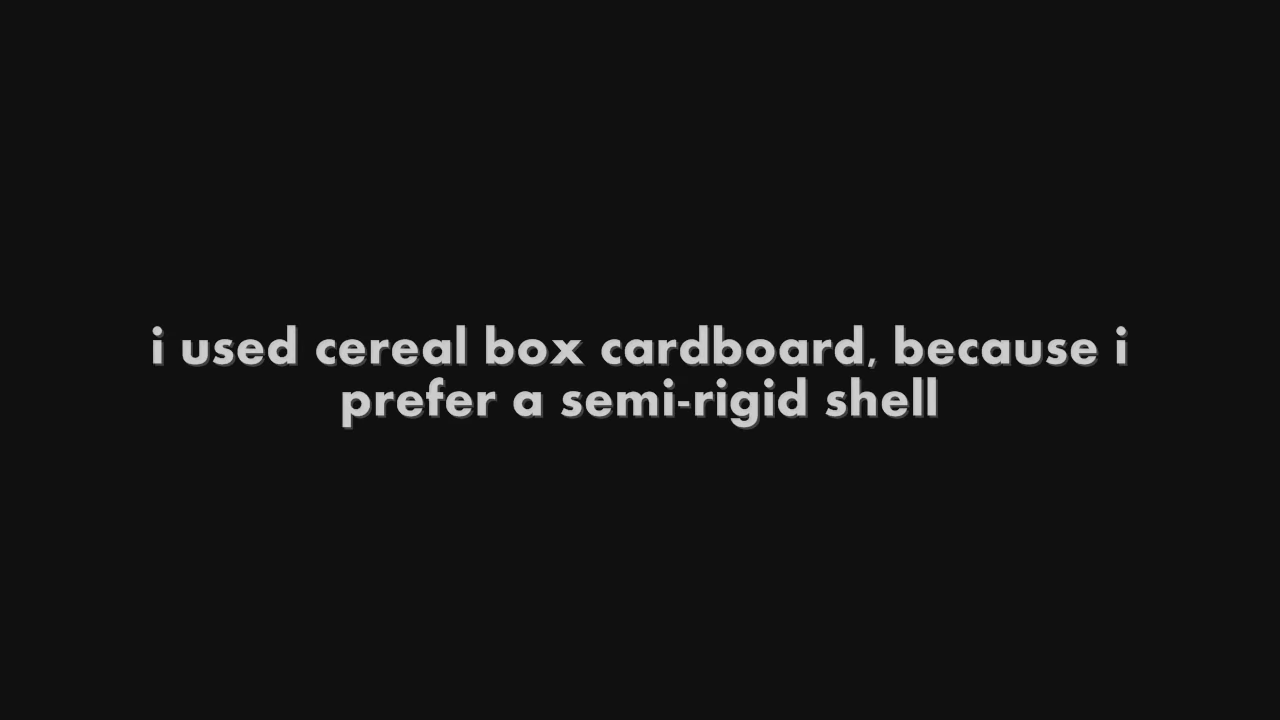 i used cereal box cardboard, because i
prefer a semi-rigid shell